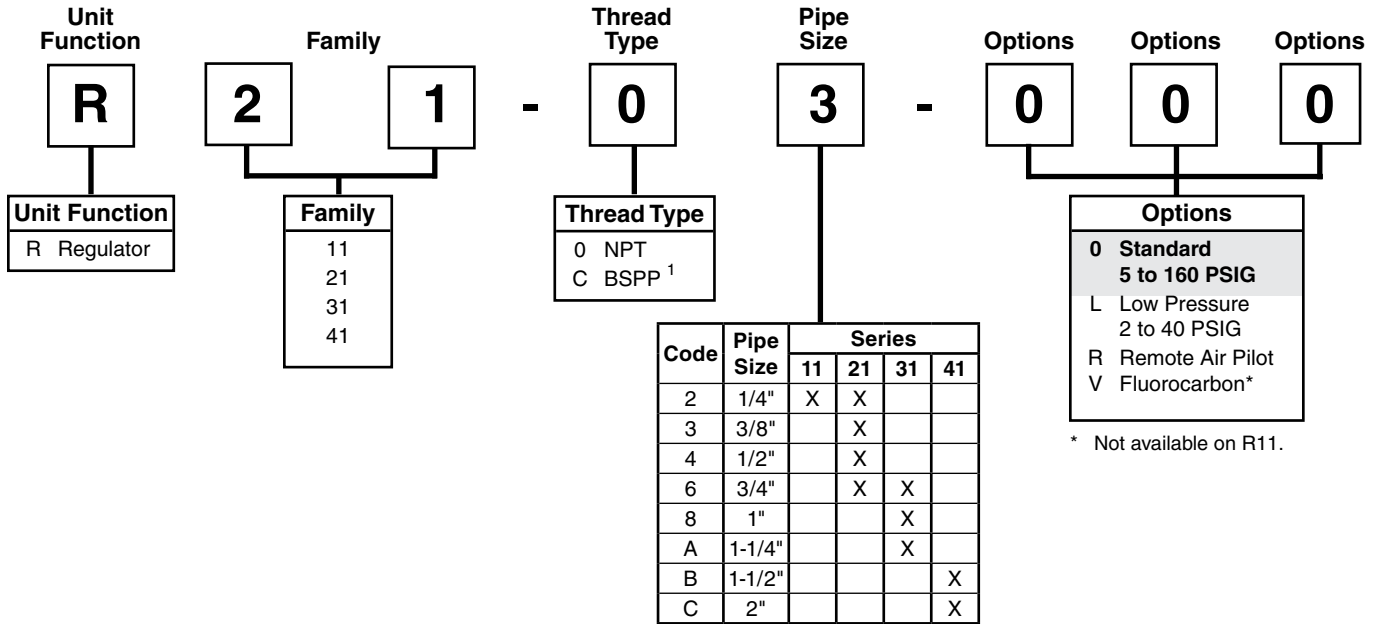 Unit Function Family Thread Type Pipe Size Options Options Options
R 2 1 - 0 3 - 0 0 0
Unit Function
R Regulator
Family
11
21
31
41
Thread Type
0 NPT
C BSPP 1
Options
0 Standard
5 to 160 PSIG
L Low Pressure
2 to 40 PSIG
R Remote Air Pilot
V Fluorocarbon*
* Not available on R11.
Code Pipe Size Series
11 21 31 41
2 1/4" X X
3 3/8" X
4 1/2" X
6 3/4" X X
8 1" X
A 1-1/4" X
B 1-1/2" X
C 2" X